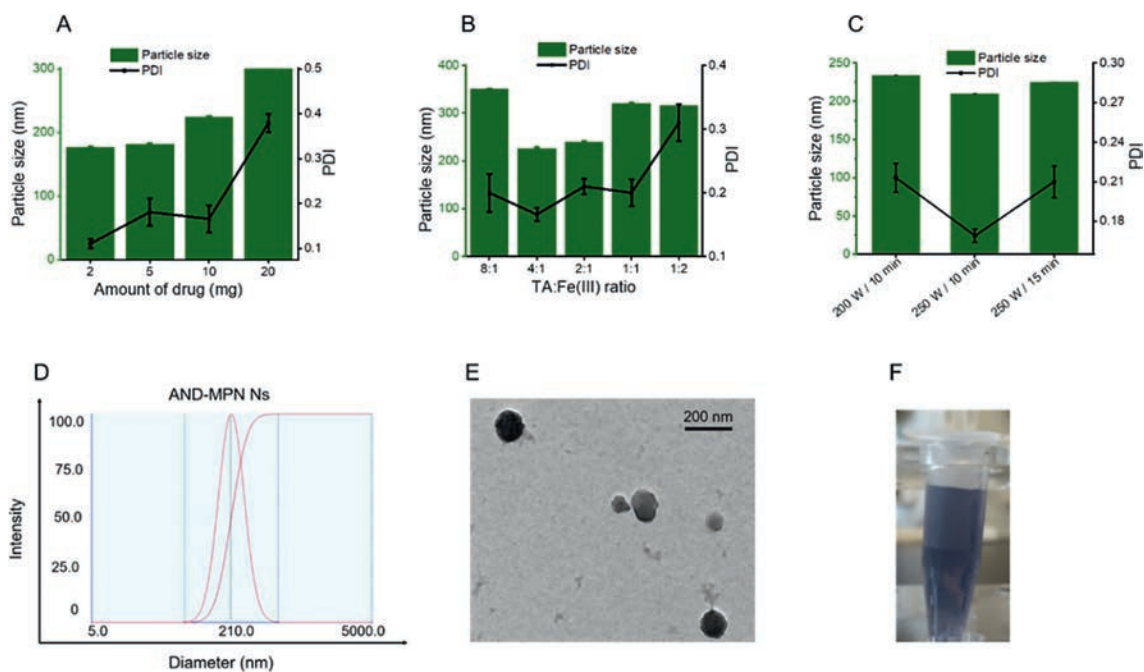 A
Particle size
PDI
Particle size (nm)
300
200
100
0
0.5
0.4
0.3
0.2
0.1
PDI
2 5 10 20
Amount of drug (mg)
B
Particle size
PDI
Particle size (nm)
400
300
200
100
0
0.4
0.3
0.2
0.1
PDI
8:1 4:1 2:1 1:1 1:2
TA:Fe(III) ratio
C
Particle size
PDI
Particle size (nm)
250
225
200
175
150
125
100
75
50
25
0
0.30
0.27
0.24
0.21
0.18
PDI
200 W / 10 min
250 W / 10 min
250 W / 15 min
D
AND-MPN Ns
Intensity
100.0
75.0
50.0
25.0
0
5.0 210.0 5000.0
Diameter (nm)
E
200 nm
F